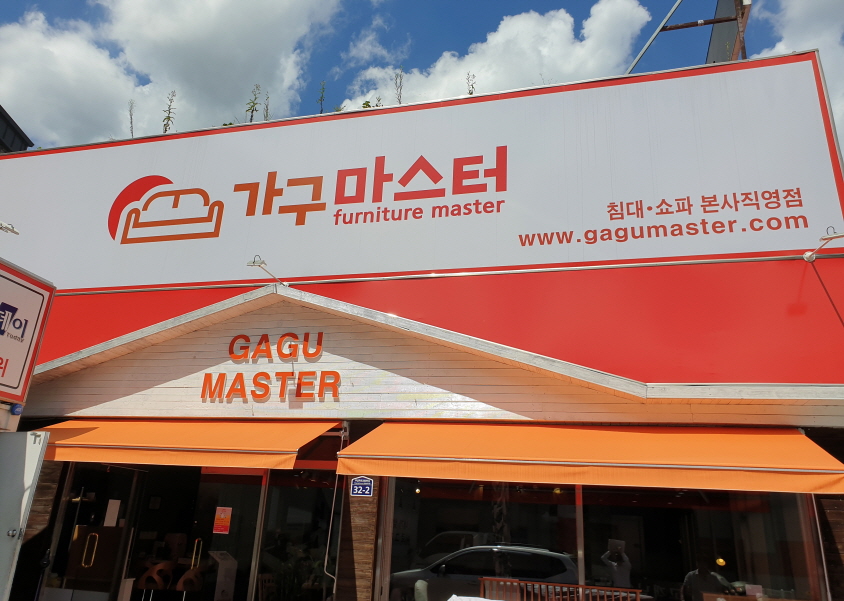 가구마스터
furniture master
침대·쇼파 본사직영점
www.gagumaster.com
GAGU
MASTER
32-2